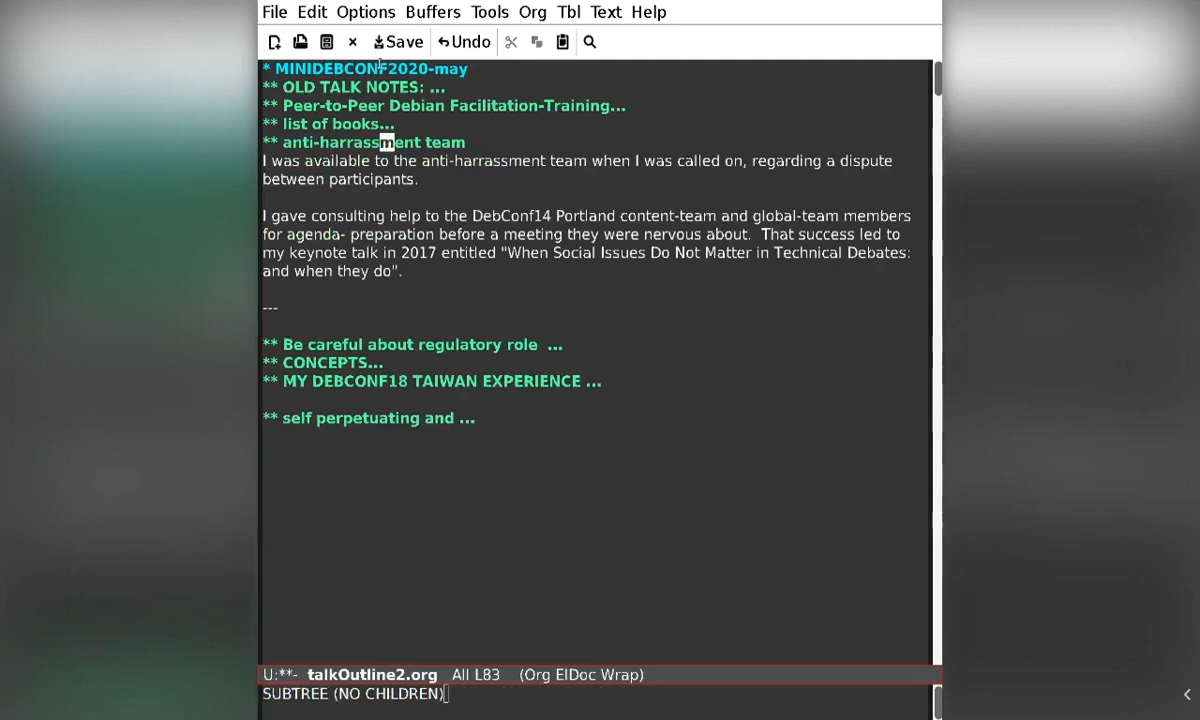 File Edit Options Buffers Tools Org Tbl Text Help
Save Undo
* MINIDEBCONF2020-may
** OLD TALK NOTES: ...
** Peer-to-Peer Debian Facilitation-Training...
** list of books...
** anti-harrassment team
I was available to the anti-harrassment team when I was called on, regarding a dispute
between participants.
I gave consulting help to the DebConf14 Portland content-team and global-team members
for agenda- preparation before a meeting they were nervous about.  That success led to
my keynote talk in 2017 entitled "When Social Issues Do Not Matter in Technical Debates:
and when they do".
---
** Be careful about regulatory role  ...
** CONCEPTS...
** MY DEBCONF18 TAIWAN EXPERIENCE ...
** self perpetuating and ...
U:**-  talkOutline2.org   All L83    (Org ElDoc Wrap)
SUBTREE (NO CHILDREN)